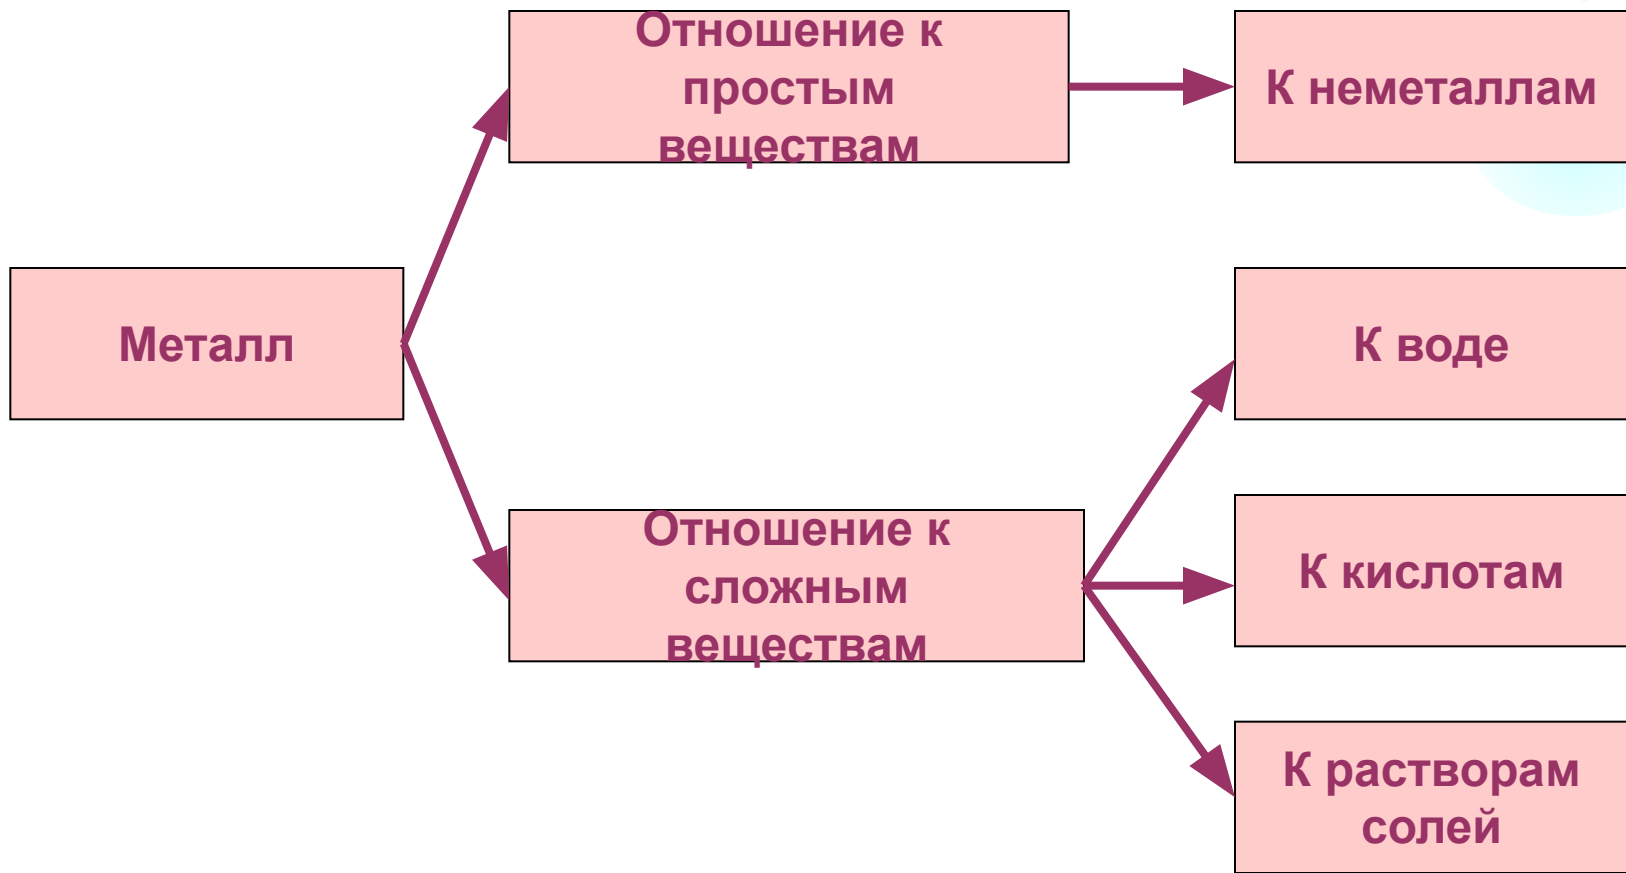 Отношение к
простым
веществам
К неметаллам
Металл
К воде
Отношение к
сложным
веществам
К кислотам
К растворам
солей